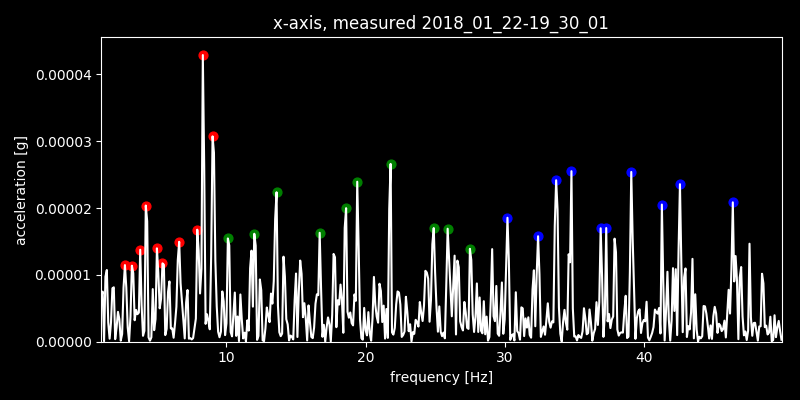 x-axis, measured 2018_01_22-19_30_01
0.00004
0.00003
0.00002
0.00001
0.00000
acceleration [g]
10 20 30 40
frequency [Hz]